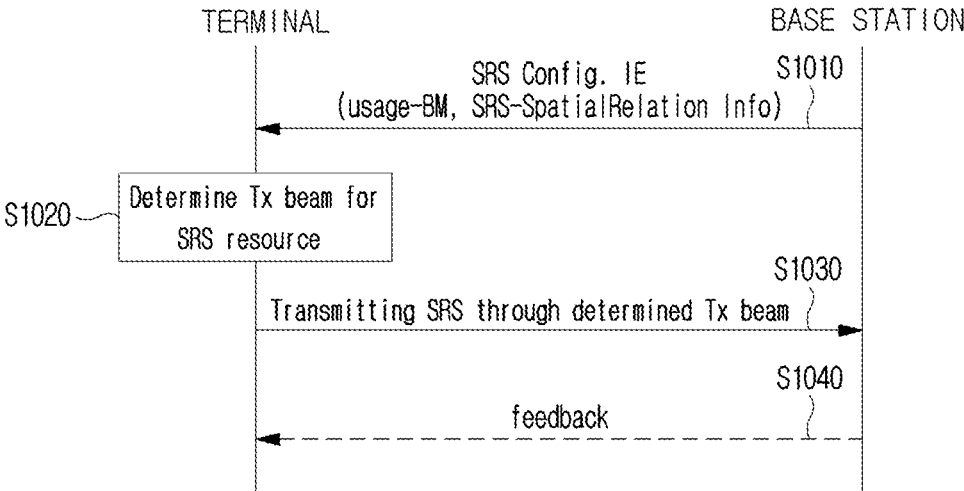 TERMINAL
BASE STATION
SRS Config. IE
(usage-BM, SRS-SpatialRelation Info)
S1010
Determine Tx beam for
SRS resource
S1020
S1030
Transmitting SRS through determined Tx beam
S1040
feedback